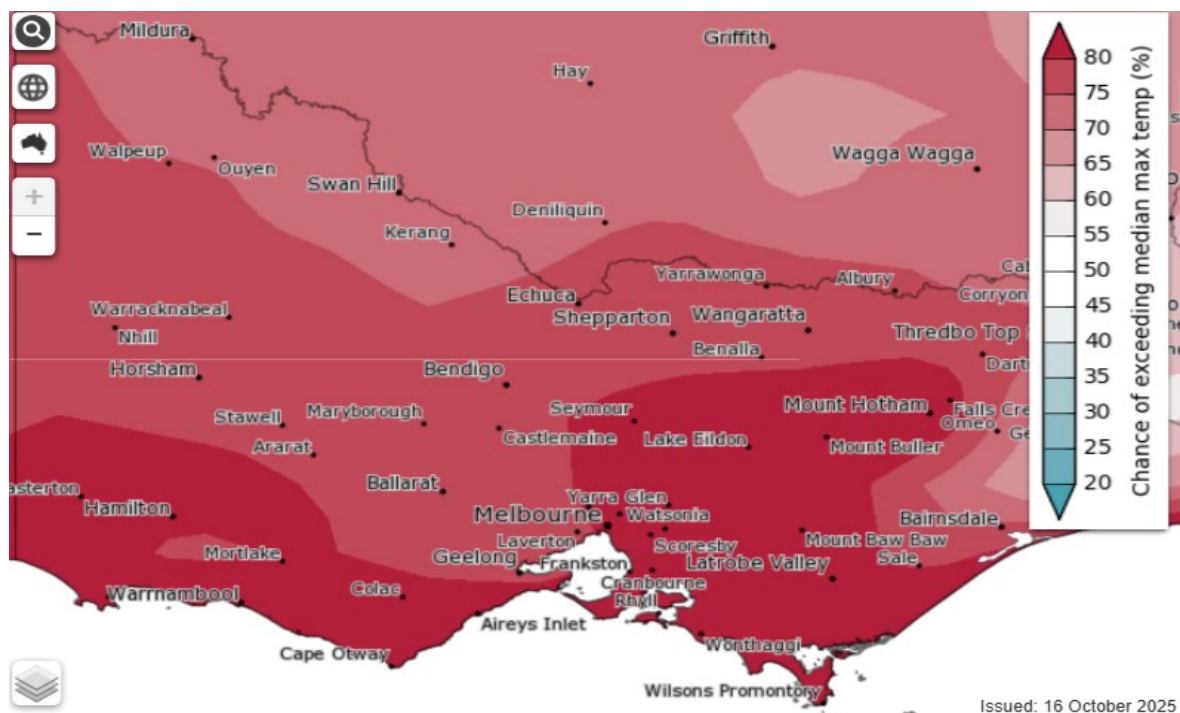 Mildura
Griffith
Hay
Walpeup
Ouyen
Wagga Wagga
Swan Hill
Deniliquin
Kerang
Yarrawonga
Albury
Echuca
Corryon
Warracknabeal
Shepparton
Wangaratta
Nhill
Thredbo Top
Benalla
Horsham
Bendigo
Mount Hotham
Stawell
Maryborough
Seymour
Falls Cre
Omeo
Ararat
Castlemaine
Lake Eildon
Mount Buller
asterton
Ballarat
Yarra Glen
Hamilton
Melbourne
Watsonia
Bairnsdale
Laverton
Scoresby
Mount Baw Baw
Mortlake
Geelong
Frankston
Latrobe Valley
Sale
Cranbourne
Warrnambool
Colac
Rhyll
Aireys Inlet
Wonthaggi
Cape Otway
Wilsons Promontory
80
75
70
65
60
55
50
45
40
35
30
25
20
Chance of exceeding median max temp (%)
Issued: 16 October 2025